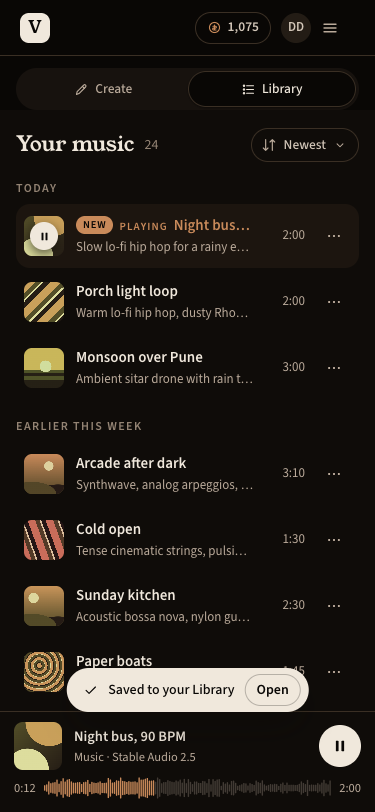 V
1,075
DD
Create
Library
Your music 24
Newest
TODAY
NEW PLAYING Night bus…
2:00
Slow lo-fi hip hop for a rainy e…
Porch light loop
2:00
Warm lo-fi hip hop, dusty Rho…
Monsoon over Pune
3:00
Ambient sitar drone with rain t…
EARLIER THIS WEEK
Arcade after dark
3:10
Synthwave, analog arpeggios, …
Cold open
1:30
Tense cinematic strings, pulsi…
Sunday kitchen
2:30
Acoustic bossa nova, nylon gu…
Paper boats
Saved to your Library
Open
Night bus, 90 BPM
Music · Stable Audio 2.5
0:12
2:00